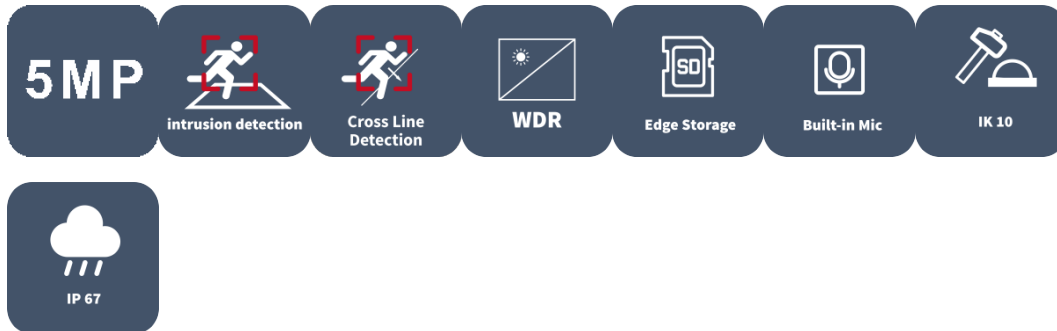 5MP
intrusion detection
Cross Line
Detection
WDR
SD
Edge Storage
Built-in Mic
IK 10
IP 67